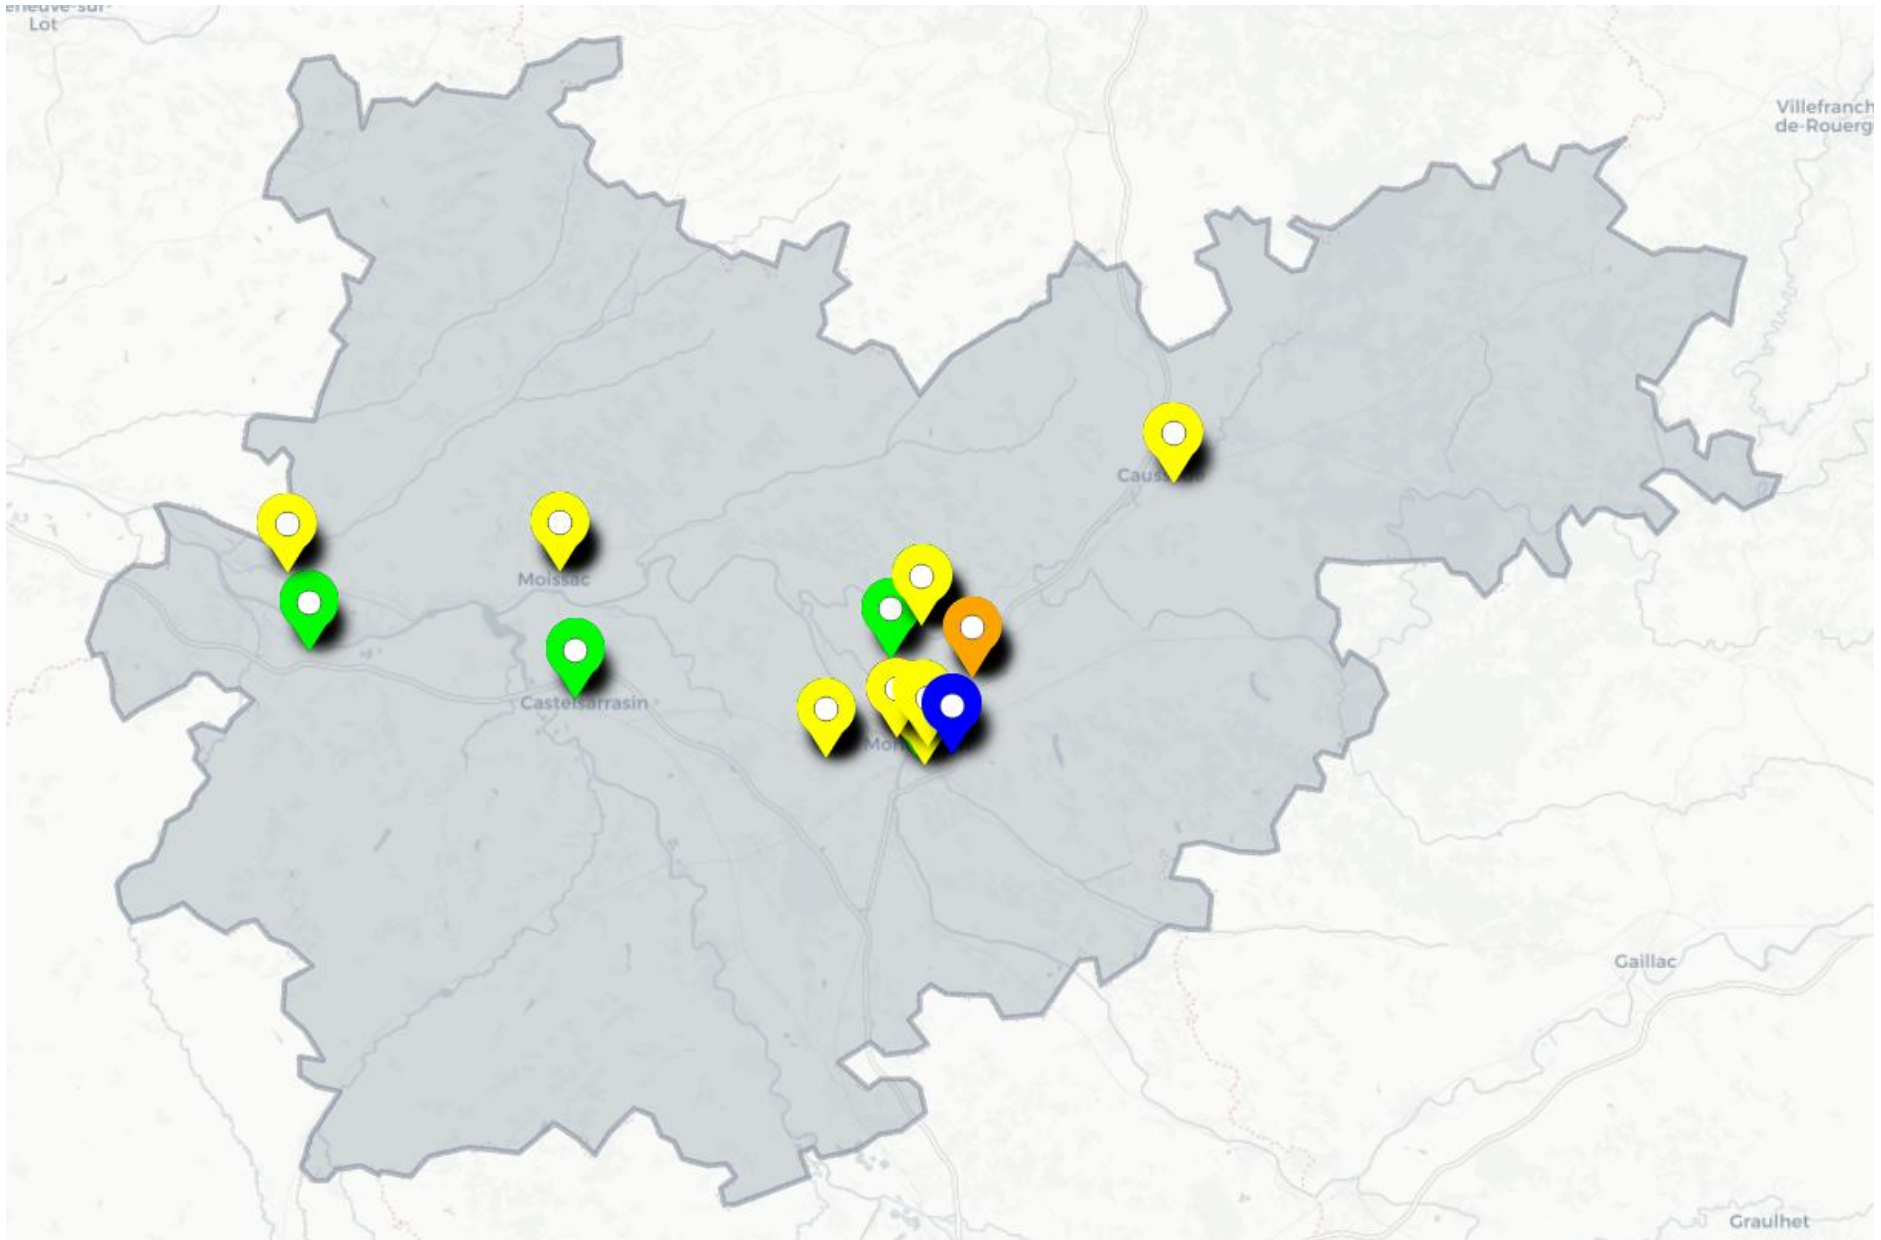 Lot
Villefranch
de-Rouerg
Moissac
Castelsarrasin
Gaillac
Graulhet